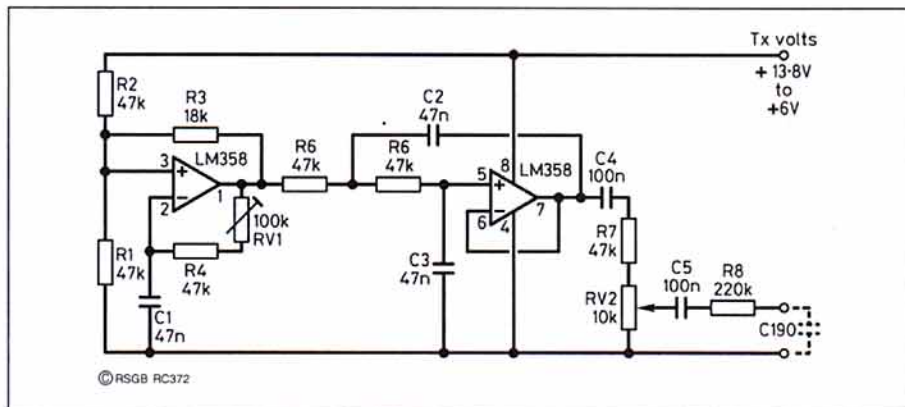 Tx volts
+ 13·8V
to
+6V
R2
47k
R3
18k
C2
47n
R6
47k
R6
47k
LM358
3
+
2
−
1
100k
RV1
R4
47k
R1
47k
C1
47n
C3
47n
5
+
6
−
8
LM358
7
4
C4
100n
R7
47k
RV2
10k
C5
100n
R8
220k
C190
© RSGB RC372